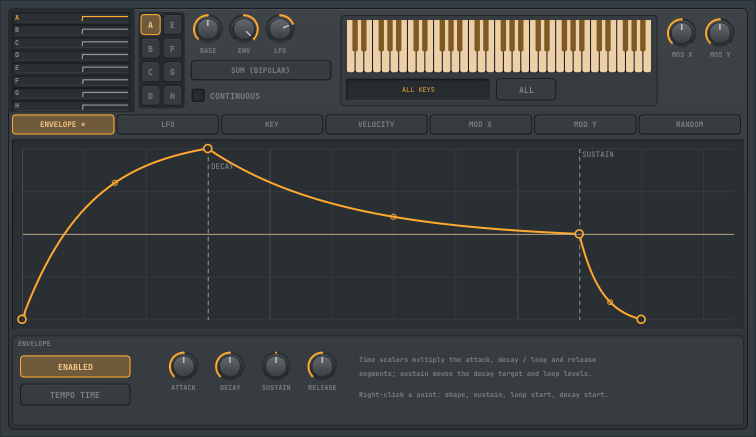 A
B
C
D
E
F
G
H
A E
B F
C G
D H
BASE ENV LFO
SUM (BIPOLAR)
CONTINUOUS
ALL KEYS ALL
MOD X MOD Y
ENVELOPE * LFO KEY VELOCITY MOD X MOD Y RANDOM
DECAY
SUSTAIN
ENVELOPE
ENABLED
TEMPO TIME
ATTACK DECAY SUSTAIN RELEASE
Time scalers multiply the attack, decay / loop and release
segments; sustain moves the decay target and loop levels.
Right-click a point: shape, sustain, loop start, decay start.